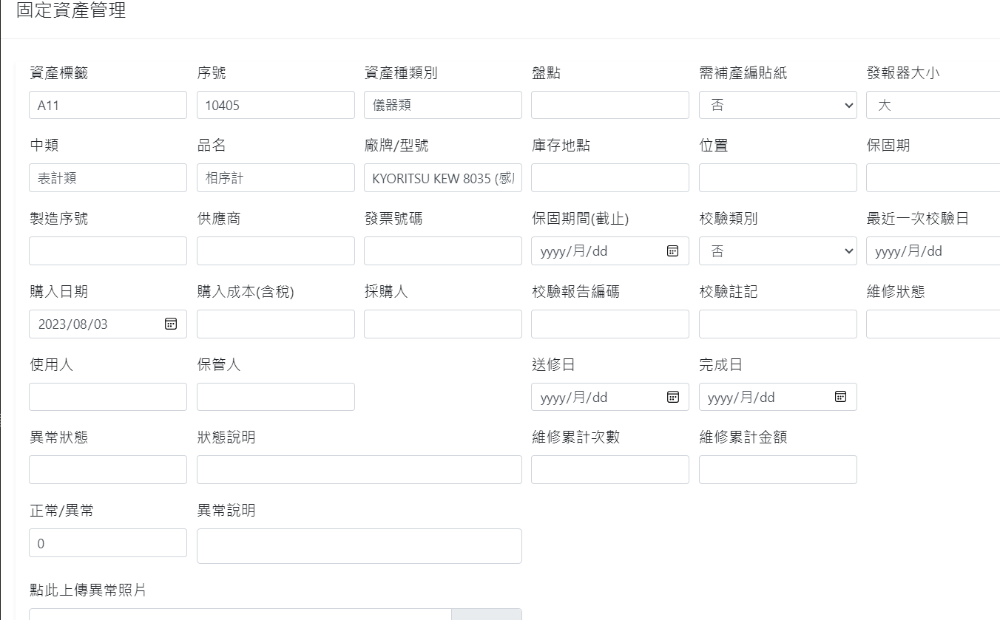 固定資產管理
資產標籤 序號 資產種類別 盤點 需補產編貼紙 發報器大小
A11 10405 儀器類 否 大
中類 品名 廠牌/型號 庫存地點 位置 保固期
表計類 相序計 KYORITSU KEW 8035 (感
製造序號 供應商 發票號碼 保固期間(截止) 校驗類別 最近一次校驗日
yyyy/月/dd 否 yyyy/月/dd
購入日期 購入成本(含稅) 採購人 校驗報告編碼 校驗註記 維修狀態
2023/08/03
使用人 保管人 送修日 完成日
yyyy/月/dd yyyy/月/dd
異常狀態 狀態說明 維修累計次數 維修累計金額
正常/異常 異常說明
0
點此上傳異常照片